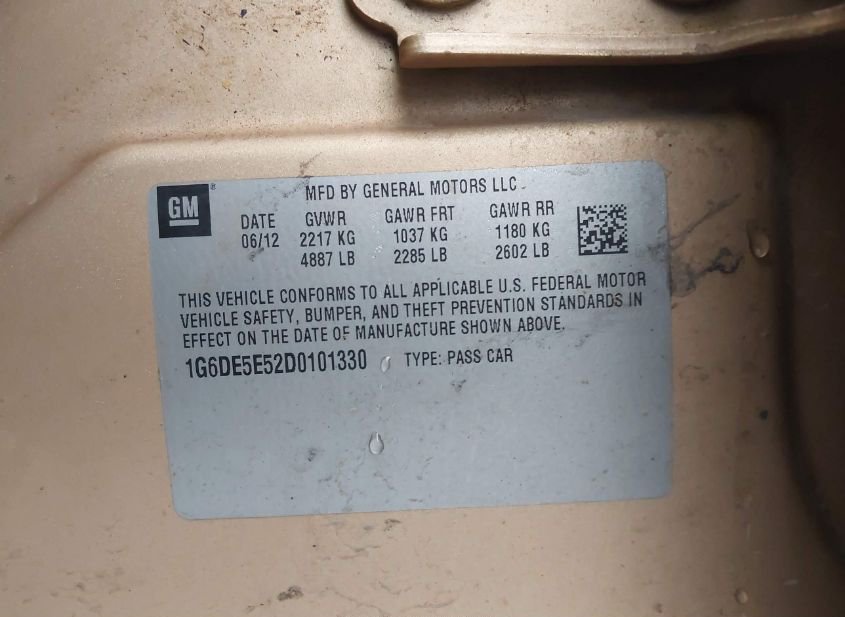 GM ®
MFD BY GENERAL MOTORS LLC
DATE GVWR GAWR FRT GAWR RR
06/12 2217 KG 1037 KG 1180 KG
4887 LB 2285 LB 2602 LB
THIS VEHICLE CONFORMS TO ALL APPLICABLE U.S. FEDERAL MOTOR
VEHICLE SAFETY, BUMPER, AND THEFT PREVENTION STANDARDS IN
EFFECT ON THE DATE OF MANUFACTURE SHOWN ABOVE.
1G6DE5E52D0101330 TYPE: PASS CAR